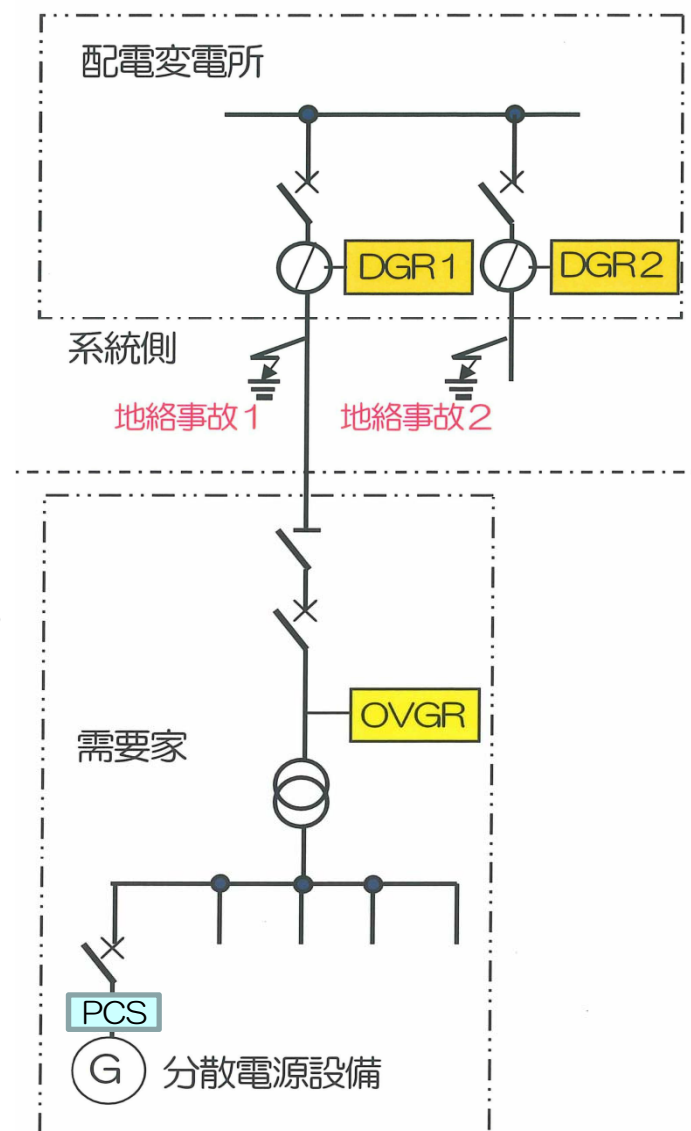 配電変電所
DGR1
DGR2
系統側
地絡事故1
地絡事故2
OVGR
需要家
PCS
G
分散電源設備